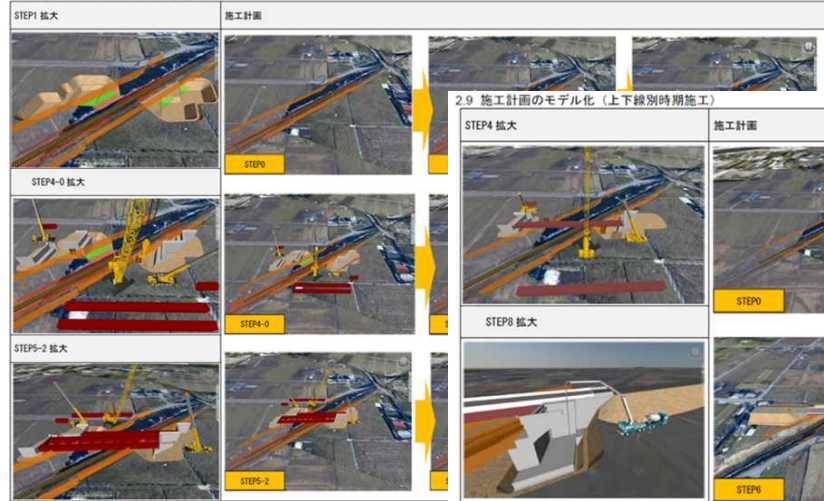 STEP1 拡大
施工計画
STEP0
STEP4-0 拡大
STEP4-0
STEP5-2 拡大
STEP5-2
2.9 施工計画のモデル化（上下線別時期施工）
STEP4 拡大
施工計画
STEP0
STEP8 拡大
STEP6